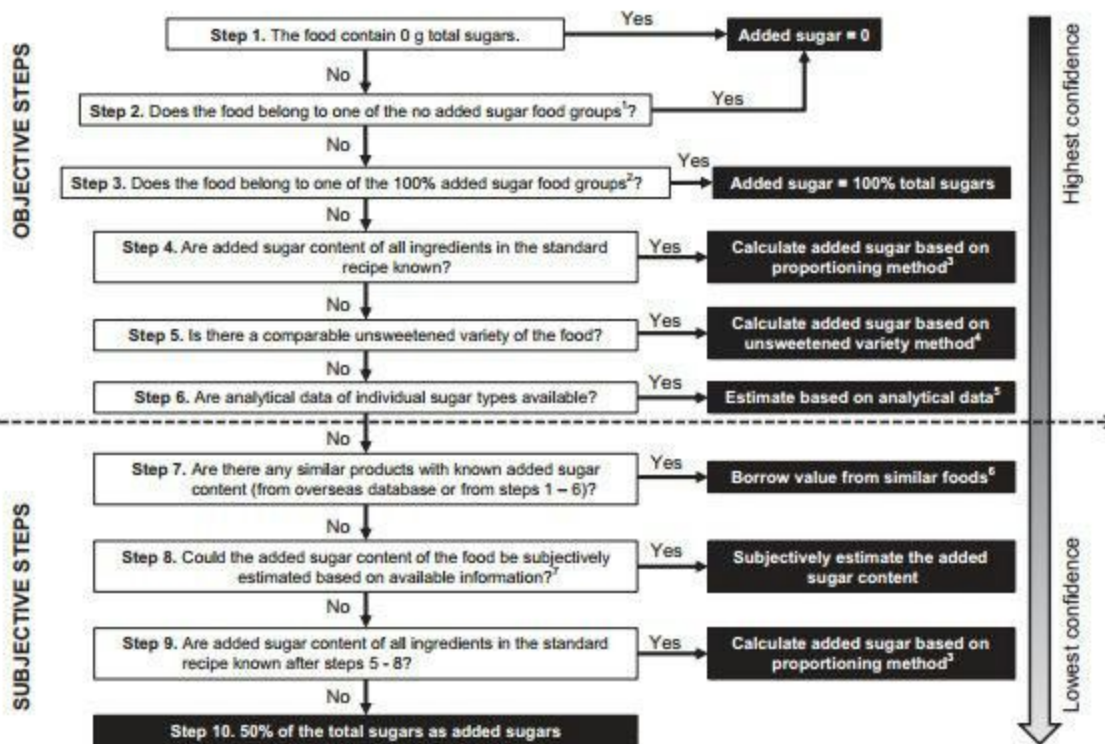 OBJECTIVE STEPS
Step 1. The food contain 0 g total sugars.
Yes
Added sugar = 0
No
Step 2. Does the food belong to one of the no added sugar food groups¹?
Yes
No
Step 3. Does the food belong to one of the 100% added sugar food groups²?
Yes
Added sugar = 100% total sugars
No
Step 4. Are added sugar content of all ingredients in the standard
recipe known?
Yes
Calculate added sugar based on
proportioning method³
No
Step 5. Is there a comparable unsweetened variety of the food?
Yes
Calculate added sugar based on
unsweetened variety method⁴
No
Step 6. Are analytical data of individual sugar types available?
Yes
Estimate based on analytical data⁵
Highest confidence
SUBJECTIVE STEPS
No
Step 7. Are there any similar products with known added sugar
content (from overseas database or from steps 1 – 6)?
Yes
Borrow value from similar foods⁶
No
Step 8. Could the added sugar content of the food be subjectively
estimated based on available information?⁷
Yes
Subjectively estimate the added
sugar content
No
Step 9. Are added sugar content of all ingredients in the standard
recipe known after steps 5 - 8?
Yes
Calculate added sugar based on
proportioning method³
No
Step 10. 50% of the total sugars as added sugars
Lowest confidence